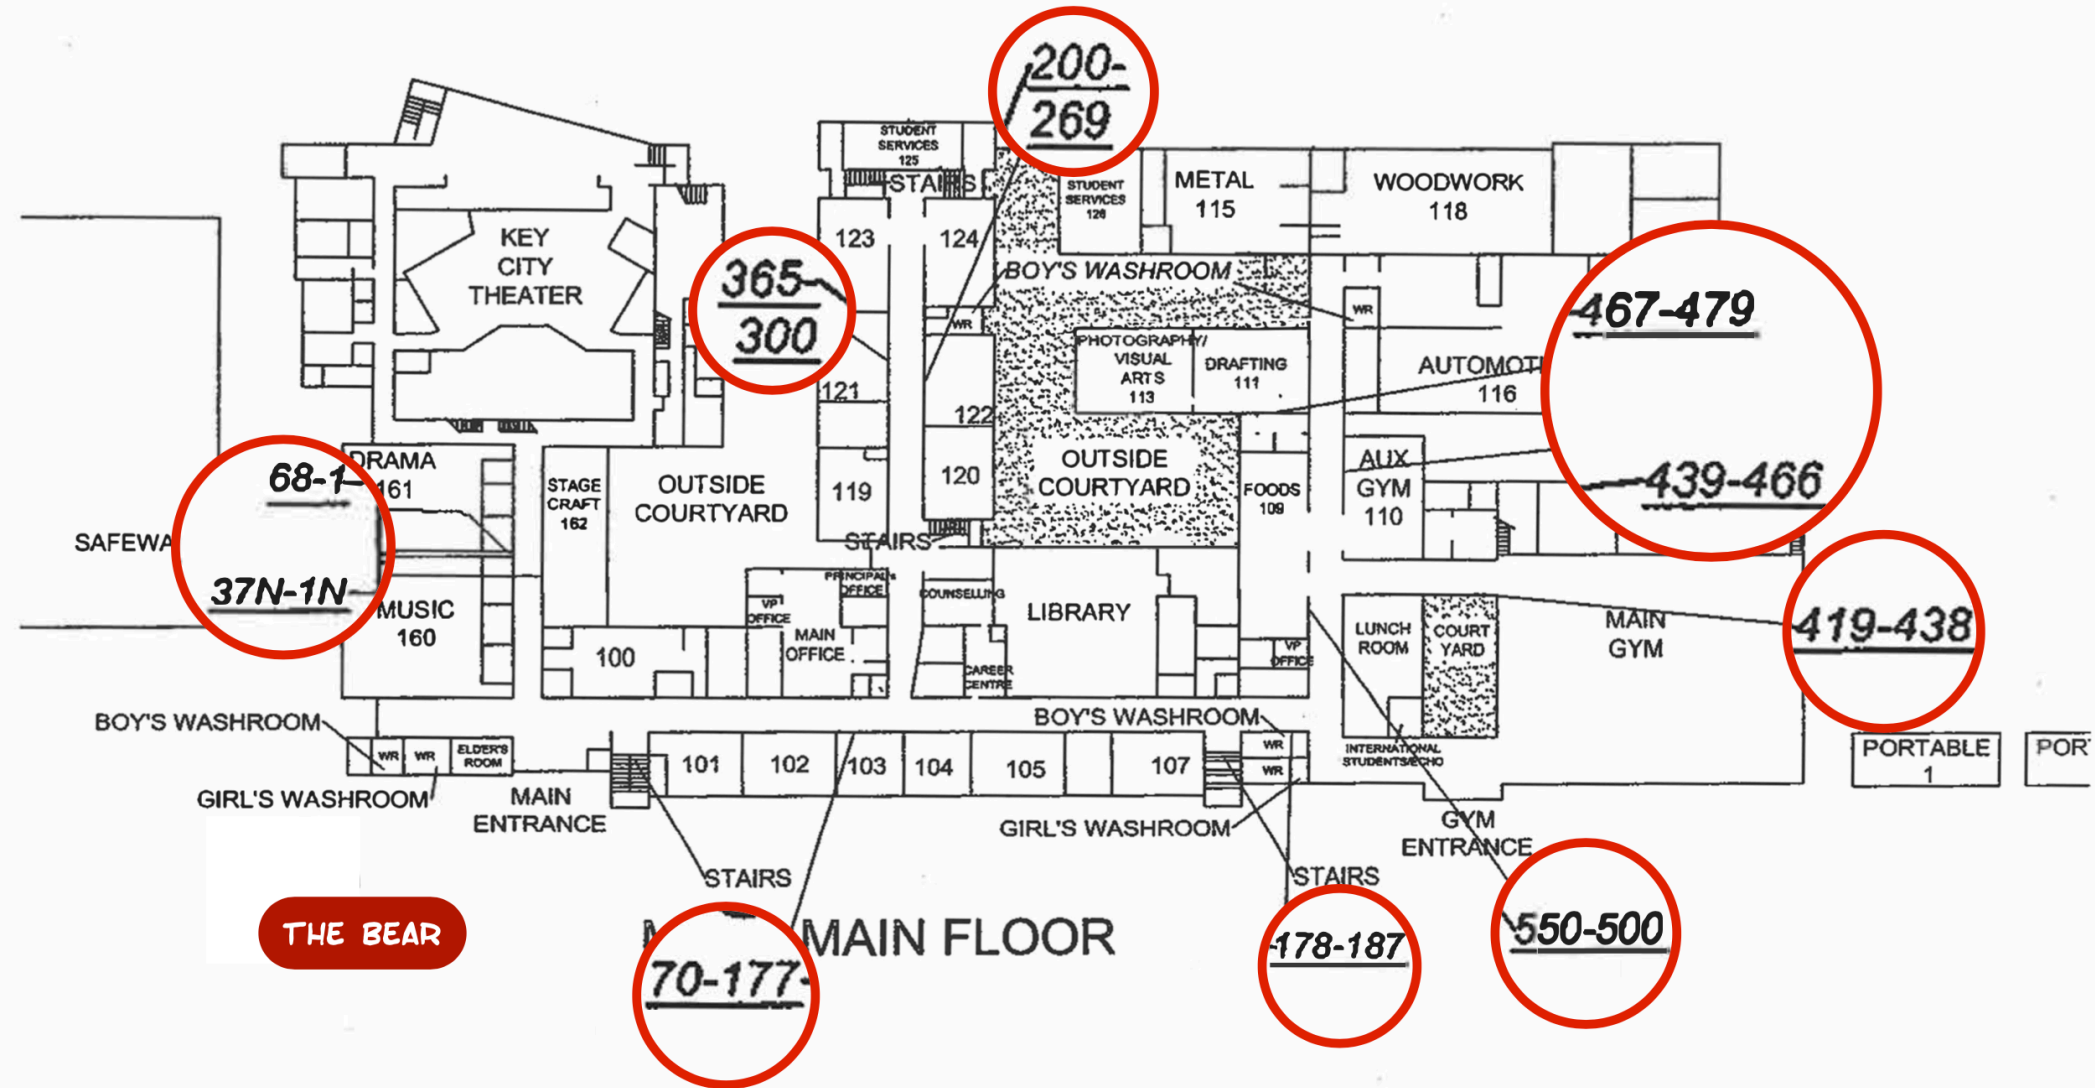 200-
269
STUDENT
SERVICES
125
STAIRS
STUDENT
SERVICES
126
METAL
115
WOODWORK
118
KEY
CITY
THEATER
123
124
BOY'S WASHROOM
365-
300
WR
WR
467-479
PHOTOGRAPHY/
VISUAL
ARTS
113
DRAFTING
111
AUTOMOTI
116
121
122
DRAMA
161
68-1
STAGE
CRAFT
162
OUTSIDE
COURTYARD
119
120
OUTSIDE
COURTYARD
FOODS
109
AUX
GYM
110
439-466
SAFEWA
STAIRS
37N-1N
MUSIC
160
PRINCIPAL's
OFFICE
VP
OFFICE
MAIN
OFFICE
COUNSELLING
LIBRARY
LUNCH
ROOM
COURT
YARD
MAIN
GYM
419-438
100
CAREER
CENTRE
VP
OFFICE
BOY'S WASHROOM
BOY'S WASHROOM
WR
WR
ELDER'S
ROOM
101
102
103
104
105
107
WR
WR
INTERNATIONAL
STUDENTS/ECHO
PORTABLE
1
POR
GIRL'S WASHROOM
MAIN
ENTRANCE
GIRL'S WASHROOM
GYM
ENTRANCE
STAIRS
STAIRS
THE BEAR
MAIN FLOOR
70-177-
-178-187
550-500